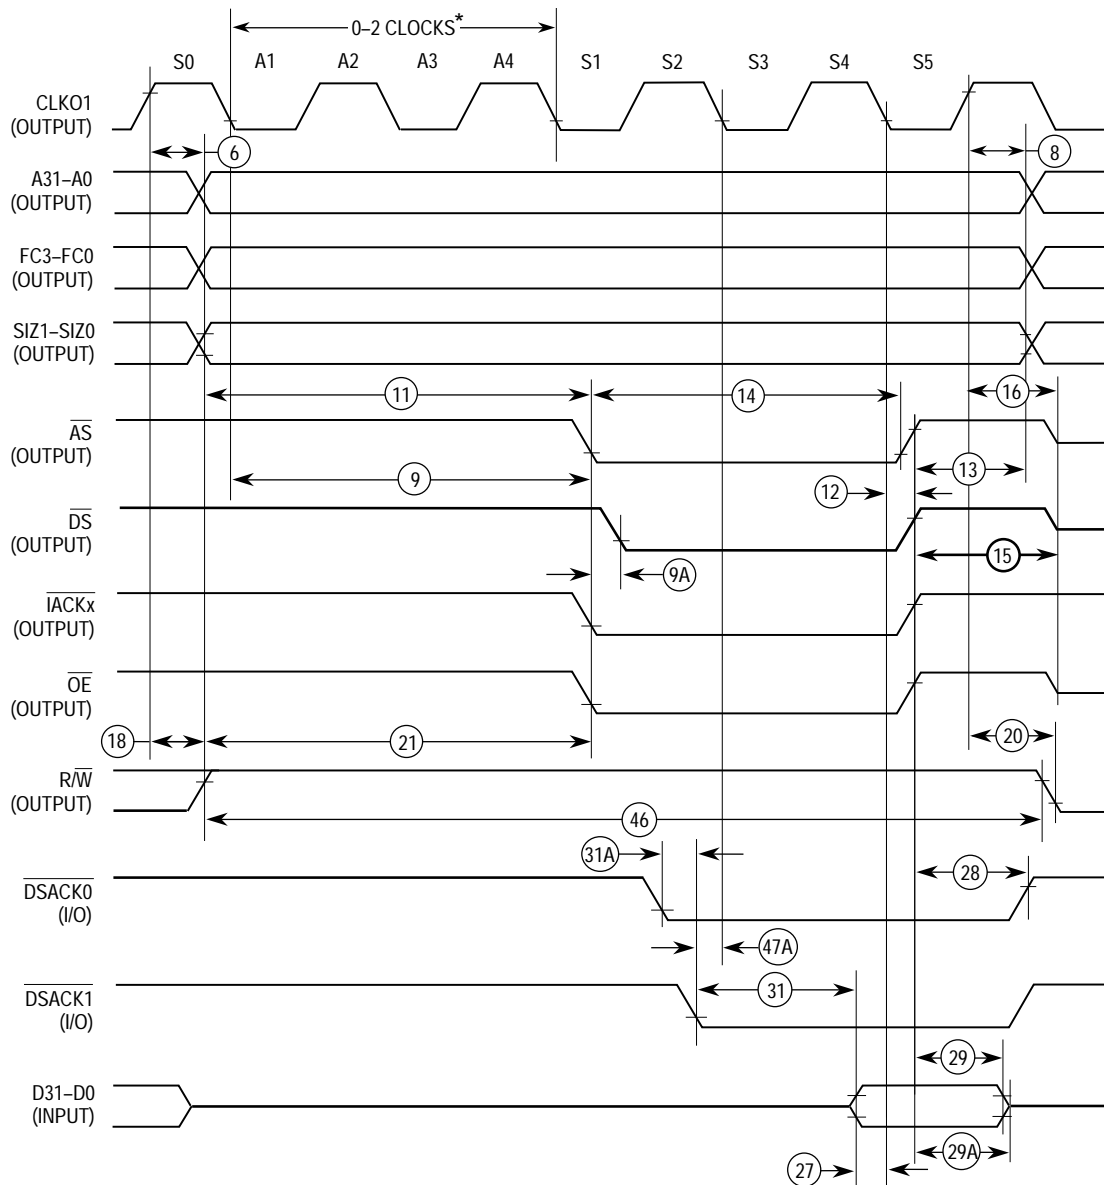 0–2 CLOCKS*
S0 A1 A2 A3 A4 S1 S2 S3 S4 S5
CLKO1
(OUTPUT)
6
8
A31–A0
(OUTPUT)
FC3–FC0
(OUTPUT)
SIZ1–SIZ0
(OUTPUT)
11
14
16
AS
(OUTPUT)
9
12
13
DS
(OUTPUT)
9A
15
IACKx
(OUTPUT)
OE
(OUTPUT)
18
21
20
R/W
(OUTPUT)
46
31A
28
DSACK0
(I/O)
47A
31
DSACK1
(I/O)
29
D31–D0
(INPUT)
27
29A